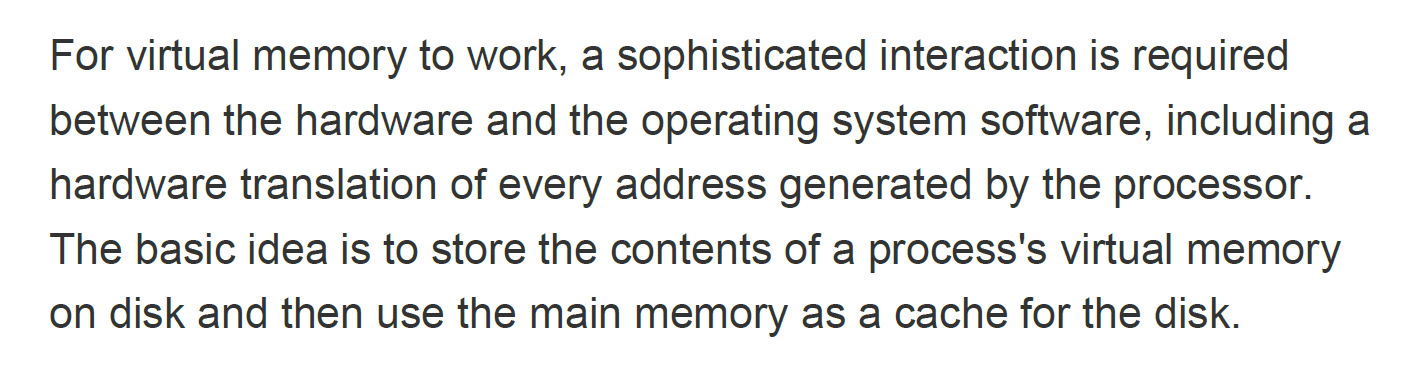 For virtual memory to work, a sophisticated interaction is required
between the hardware and the operating system software, including a
hardware translation of every address generated by the processor.
The basic idea is to store the contents of a process's virtual memory
on disk and then use the main memory as a cache for the disk.